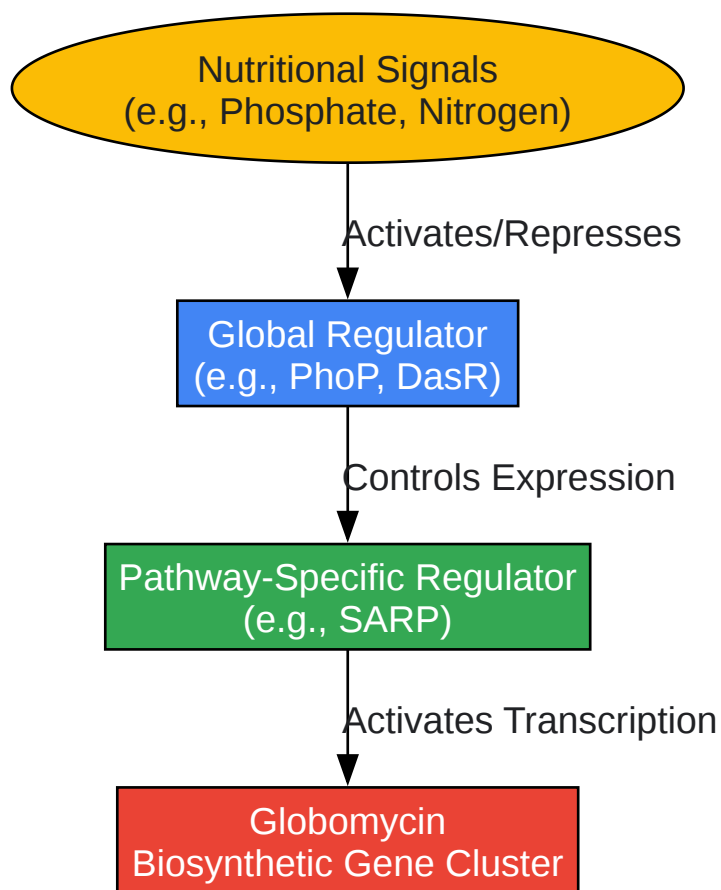 Nutritional Signals
(e.g., Phosphate, Nitrogen)
Activates/Represses
Global Regulator
(e.g., PhoP, DasR)
Controls Expression
Pathway-Specific Regulator
(e.g., SARP)
Activates Transcription
Globomycin
Biosynthetic Gene Cluster